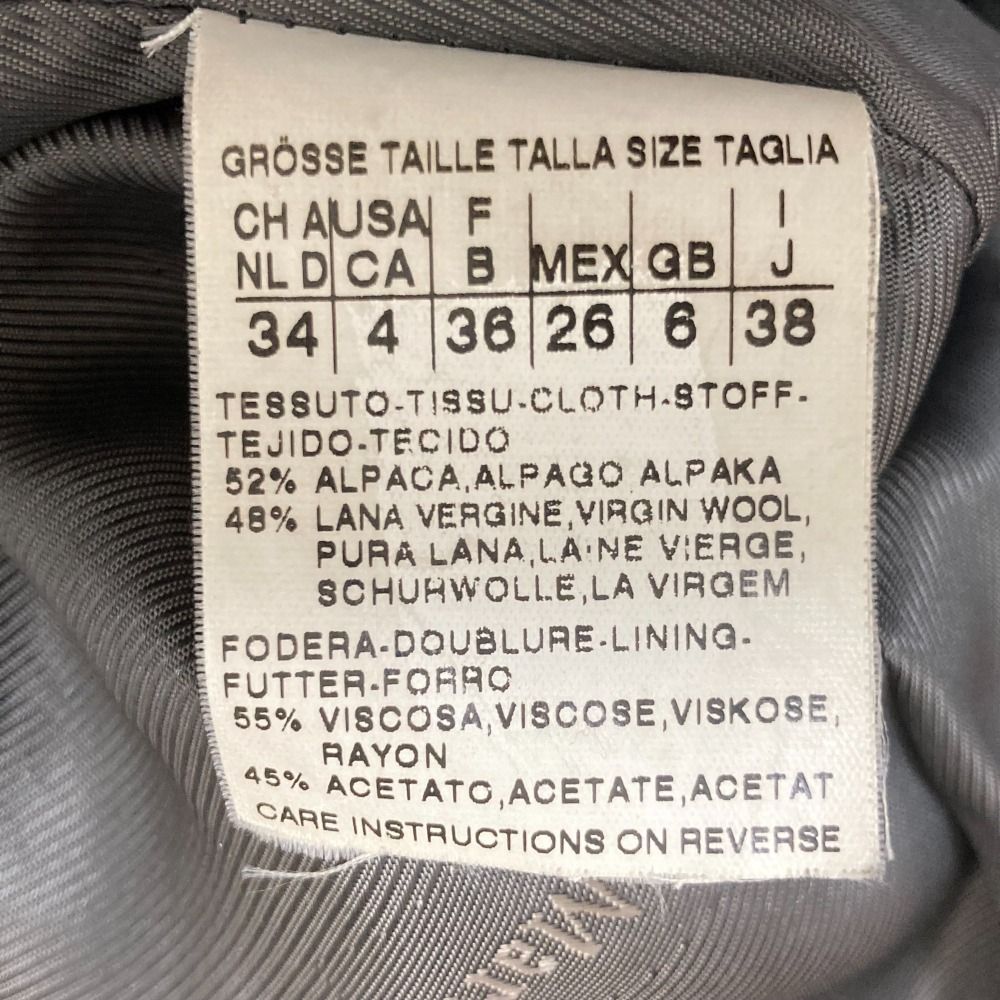 GRÖSSE TAILLE TALLA SIZE TAGLIA
CH A USA F I
NL D CA B MEX GB J
34 4 36 26 6 38
TESSUTO-TISSU-CLOTH-STOFF-
TEJIDO-TECIDO
52% ALPACA,ALPAGO ALPAKA
48% LANA VERGINE,VIRGIN WOOL,
PURA LANA,LAINE VIERGE,
SCHURWOLLE,LA VIRGEM
FODERA-DOUBLURE-LINING-
FUTTER-FORRO
55% VISCOSA,VISCOSE,VISKOSE,
RAYON
45% ACETATO,ACETATE,ACETAT
CARE INSTRUCTIONS ON REVERSE